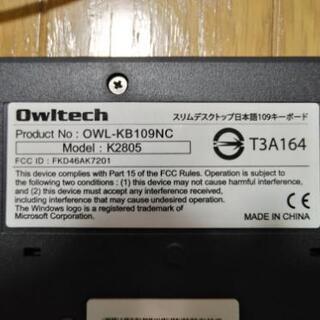 Owltech
スリムデスクトップ日本語109キーボード
Product No : OWL-KB109NC
Model : K2805
T3A164
FCC ID : FKD46AK7201
This device complies with Part 15 of the FCC Rules. Operation is subject to
the following two conditions: (1) this device may not cause harmful interference,
and (2) this device must accept any interference received, including
interference that may cause undesired operation.
The Windows logo is a registered trademark of
Microsoft Corporation.
MADE IN CHINA